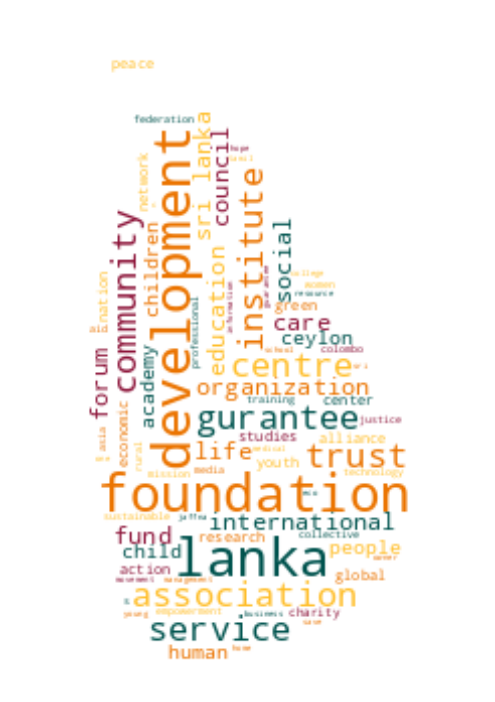 peace
federation
hope
development
sri lanka
council
network
children
institute
community
social
education
nation
professional
information
guarantee
college
women
resource
green
care
ceylon
forum
academy
school
colombo
centre
organization
economic
training
center
gurantee
justice
asia
studies
alliance
rural
life
medical
trust
mission
media
youth
technology
foundation
sustainable
jaffna
international
fund
research
collective
child
lanka
people
action
global
movement
management
association
young
empowerment
business
charity
save
service
human
home